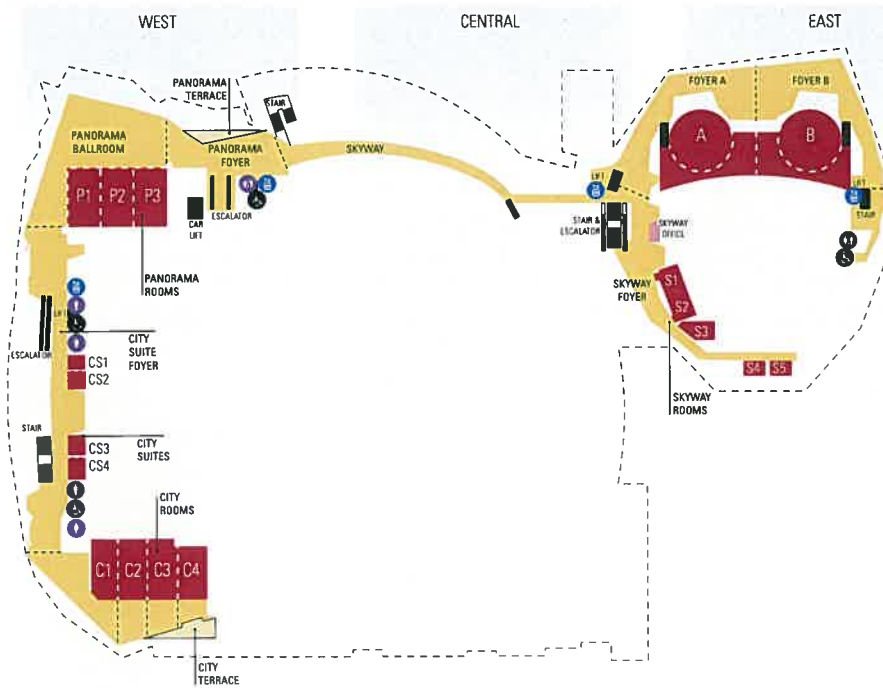 WEST
CENTRAL
EAST
PANORAMA
TERRACE
STAIR
FOYER A
FOYER B
PANORAMA
BALLROOM
PANORAMA
FOYER
SKYWAY
A
B
P1
P2
P3
LIFT
LIFT
STAIR
CAR
LIFT
ESCALATOR
STAIR &
ESCALATOR
SKYWAY
OFFICE
PANORAMA
ROOMS
SKYWAY
FOYER
S1
S2
S3
S4
S5
SKYWAY
ROOMS
LIFT
ESCALATOR
CITY
SUITE
FOYER
CS1
CS2
STAIR
CS3
CS4
CITY
SUITES
CITY
ROOMS
C1
C2
C3
C4
CITY
TERRACE